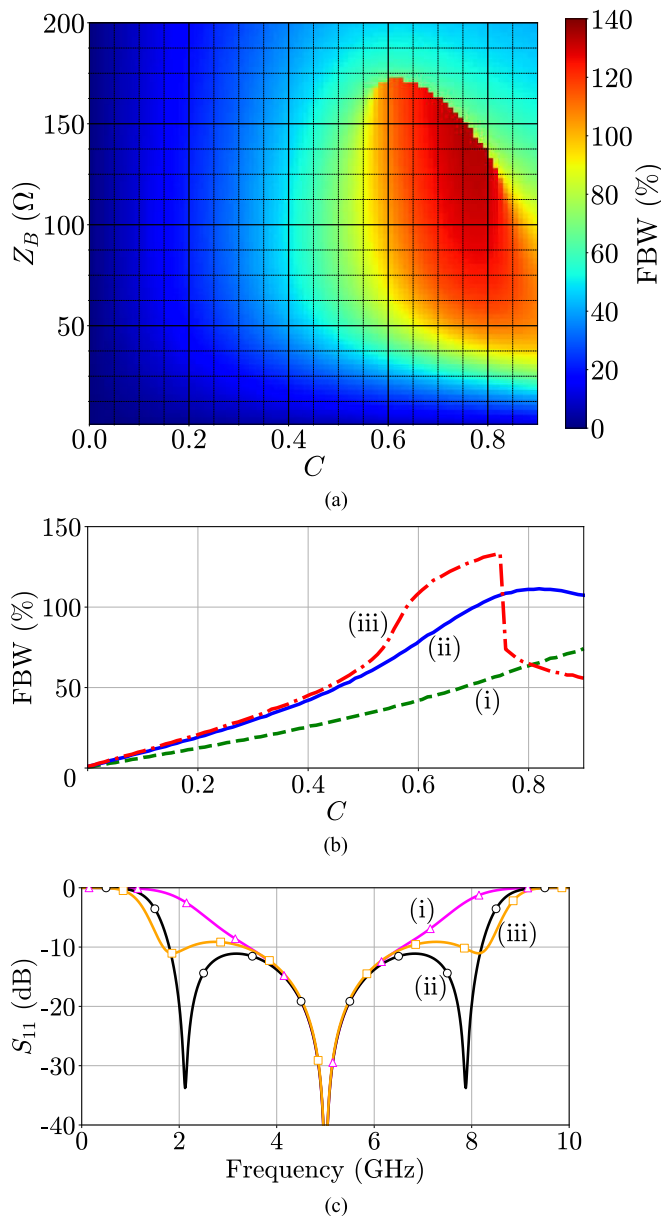 200
150
100
50
Z_B (Ω)
0.0 0.2 0.4 0.6 0.8
C
140
120
100
80
60
40
20
0
FBW (%)
(a)
150
100
50
0
FBW (%)
(iii)
(ii)
(i)
0.2 0.4 0.6 0.8
C
(b)
0
-10
-20
-30
-40
S_{11} (dB)
(i)
(iii)
(ii)
0 2 4 6 8 10
Frequency (GHz)
(c)